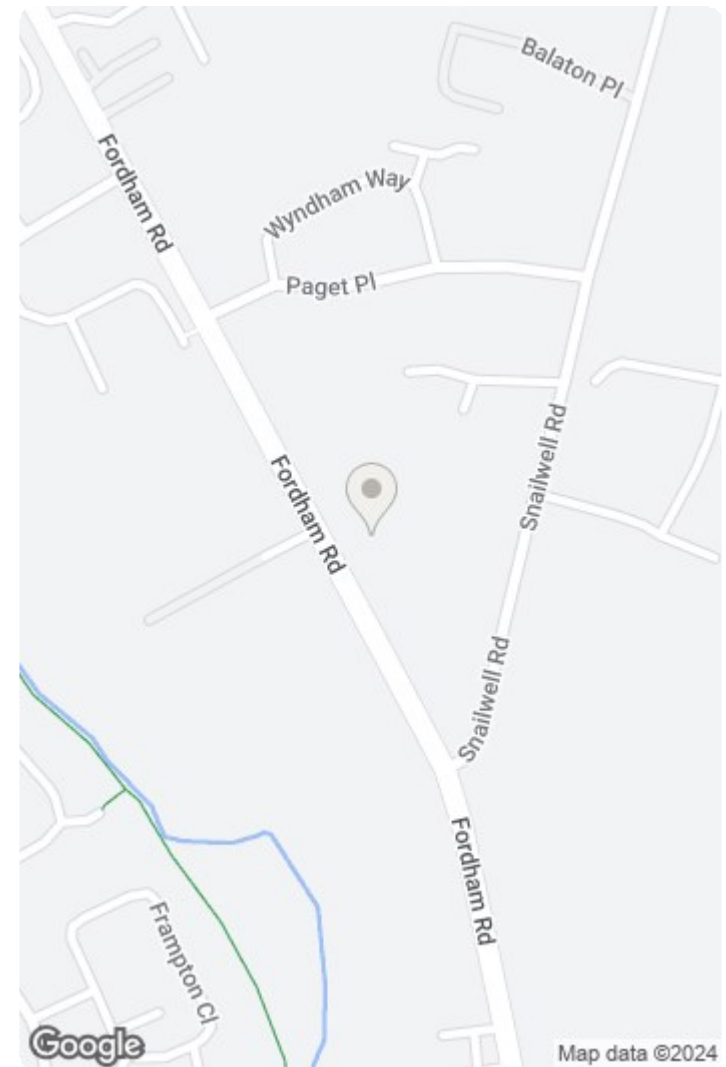 Balaton Pl
Fordham Rd
Wyndham Way
Paget Pl
Snailwell Rd
Fordham Rd
Snailwell Rd
Fordham Rd
Frampton Cl
Google
Map data ©2024